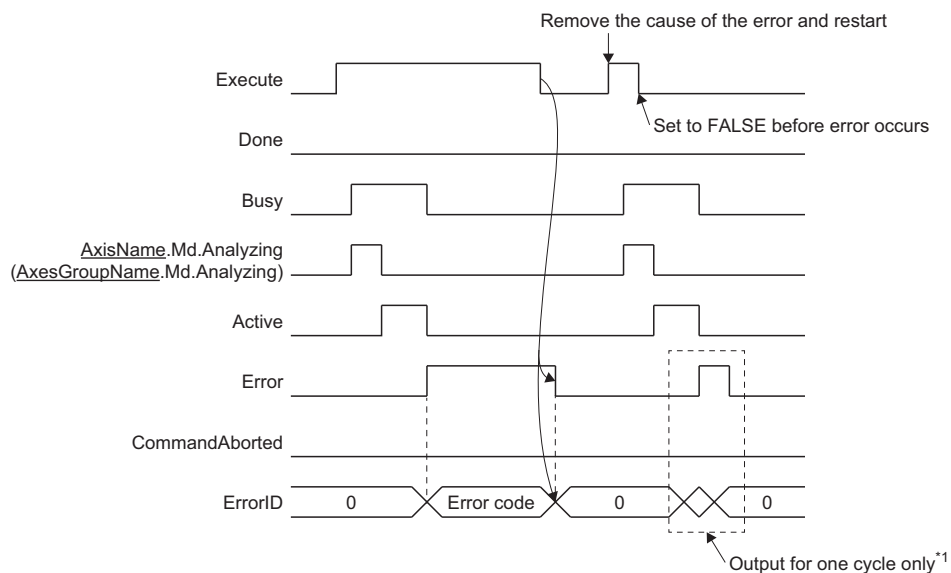 Remove the cause of the error and restart
Execute
Set to FALSE before error occurs
Done
Busy
AxisName.Md.Analyzing
(AxesGroupName.Md.Analyzing)
Active
Error
CommandAborted
ErrorID
0
Error code
0
0
Output for one cycle only*1